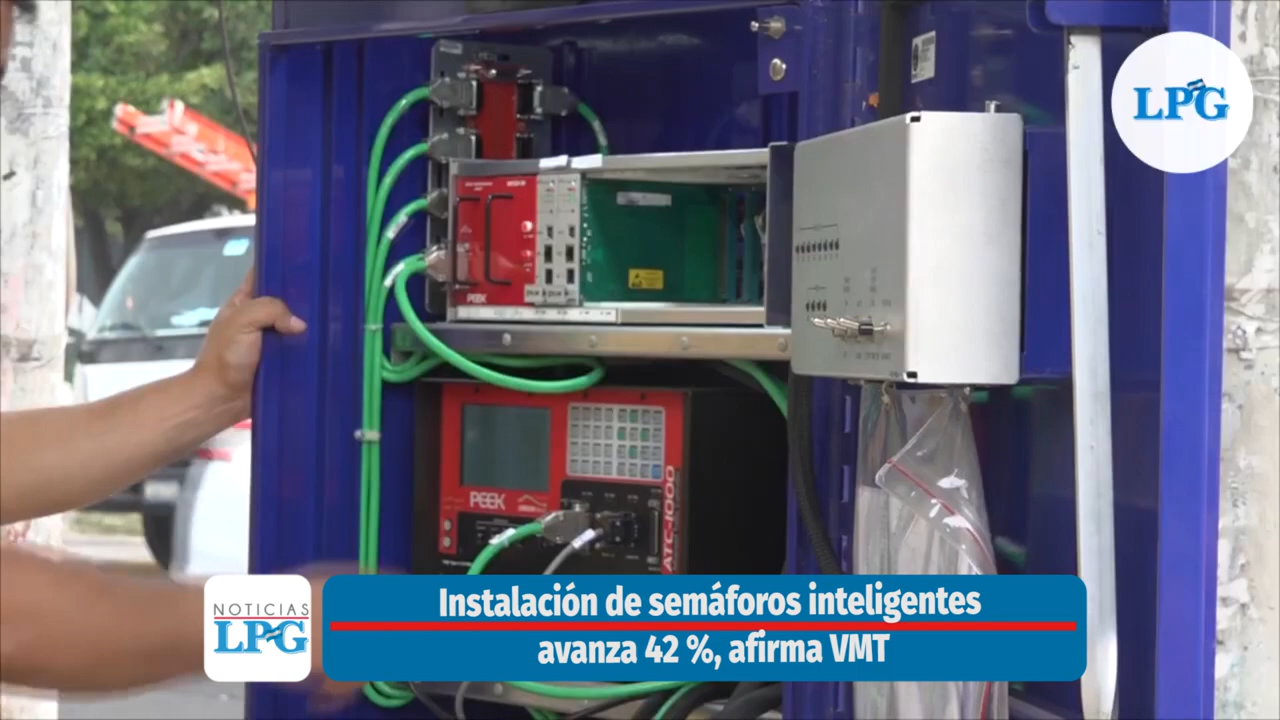 LPG
PEEK
PEEK
ATC-1000
NOTICIAS
LPG
Instalación de semáforos inteligentes
avanza 42 %, afirma VMT